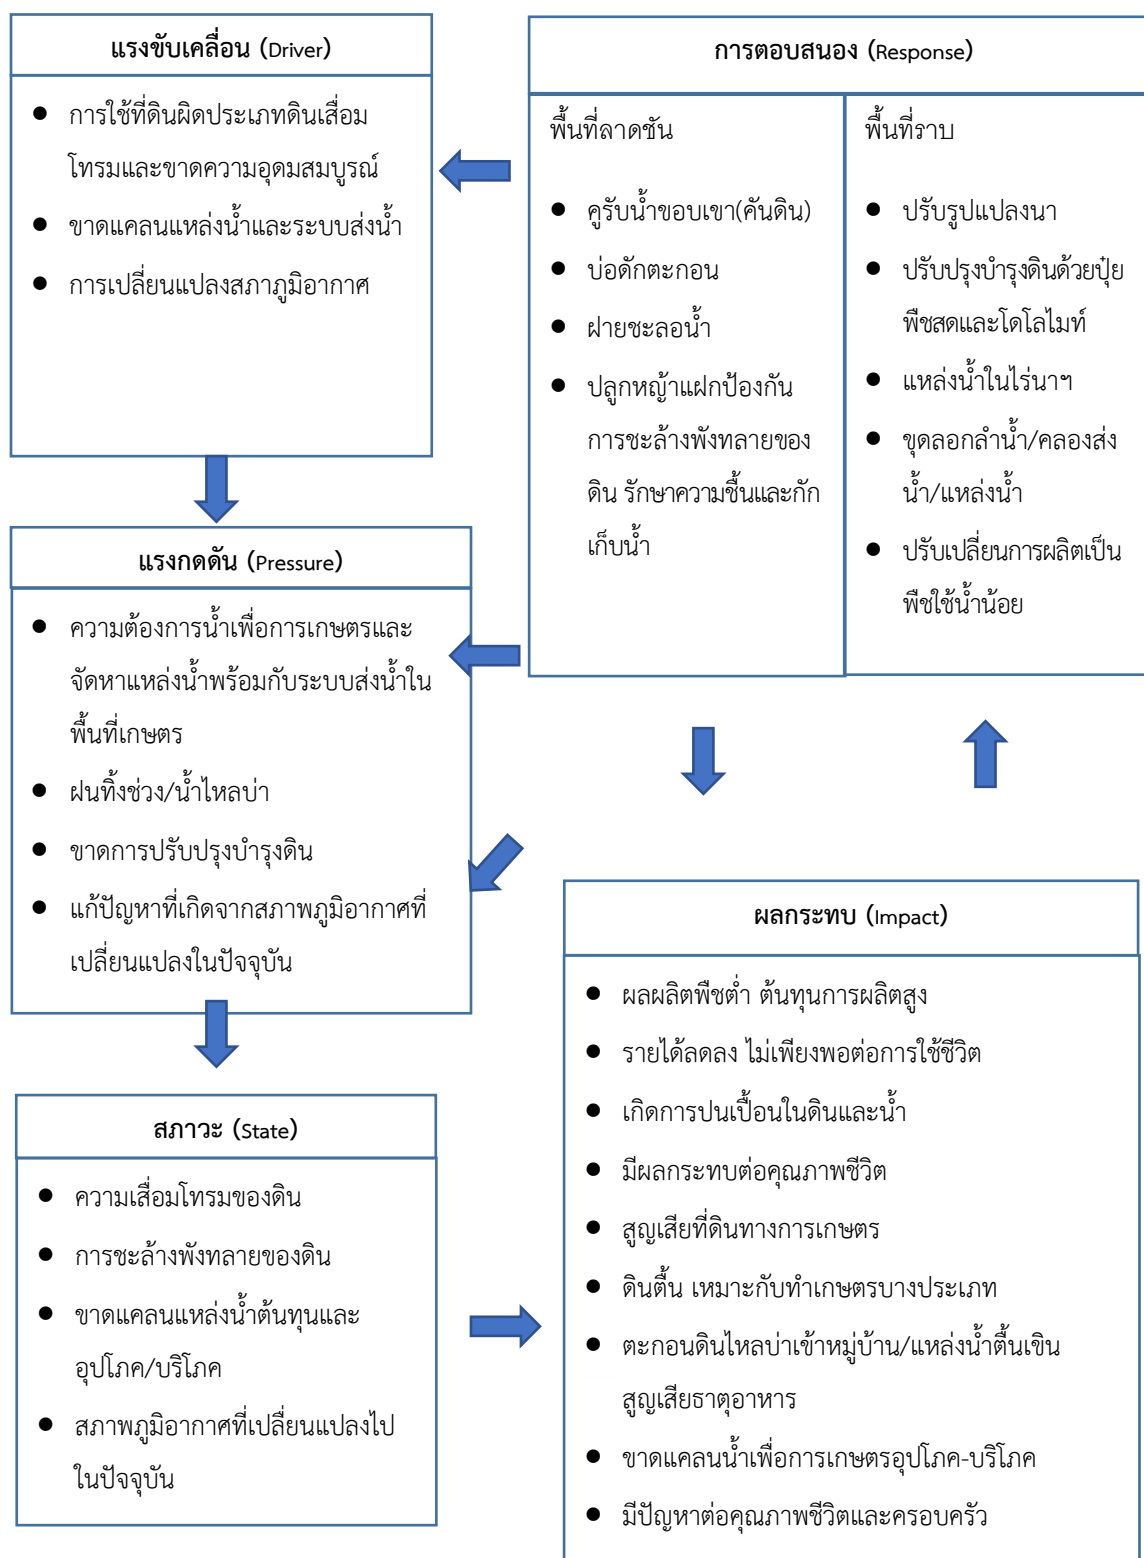 แรงขับเคลื่อน (Driver)
● การใช้ที่ดินผิดประเภทดินเสื่อม
โทรมและขาดความอุดมสมบูรณ์
● ขาดแคลนแหล่งน้ำและระบบส่งน้ำ
● การเปลี่ยนแปลงสภาภูมิอากาศ
การตอบสนอง (Response)
พื้นที่ลาดชัน
● คูรับน้ำขอบเขา(คันดิน)
● บ่อดักตะกอน
● ฝายชะลอน้ำ
● ปลูกหญ้าแฝกป้องกัน
การชะล้างพังทลายของ
ดิน รักษาความชื้นและกัก
เก็บน้ำ
พื้นที่ราบ
● ปรับรูปแปลงนา
● ปรับปรุงบำรุงดินด้วยปุ๋ย
พืชสดและโดโลไมท์
● แหล่งน้ำในไร่นาฯ
● ขุดลอกลำน้ำ/คลองส่ง
น้ำ/แหล่งน้ำ
● ปรับเปลี่ยนการผลิตเป็น
พืชใช้น้ำน้อย
แรงกดดัน (Pressure)
● ความต้องการน้ำเพื่อการเกษตรและ
จัดหาแหล่งน้ำพร้อมกับระบบส่งน้ำใน
พื้นที่เกษตร
● ฝนทิ้งช่วง/น้ำไหลบ่า
● ขาดการปรับปรุงบำรุงดิน
● แก้ปัญหาที่เกิดจากสภาพภูมิอากาศที่
เปลี่ยนแปลงในปัจจุบัน
สภาวะ (State)
● ความเสื่อมโทรมของดิน
● การชะล้างพังทลายของดิน
● ขาดแคลนแหล่งน้ำต้นทุนและ
อุปโภค/บริโภค
● สภาพภูมิอากาศที่เปลี่ยนแปลงไป
ในปัจจุบัน
ผลกระทบ (Impact)
● ผลผลิตพืชต่ำ ต้นทุนการผลิตสูง
● รายได้ลดลง ไม่เพียงพอต่อการใช้ชีวิต
● เกิดการปนเปื้อนในดินและน้ำ
● มีผลกระทบต่อคุณภาพชีวิต
● สูญเสียที่ดินทางการเกษตร
● ดินตื้น เหมาะกับทำเกษตรบางประเภท
● ตะกอนดินไหลบ่าเข้าหมู่บ้าน/แหล่งน้ำตื้นเขิน
สูญเสียธาตุอาหาร
● ขาดแคลนน้ำเพื่อการเกษตรอุปโภค-บริโภค
● มีปัญหาต่อคุณภาพชีวิตและครอบครัว